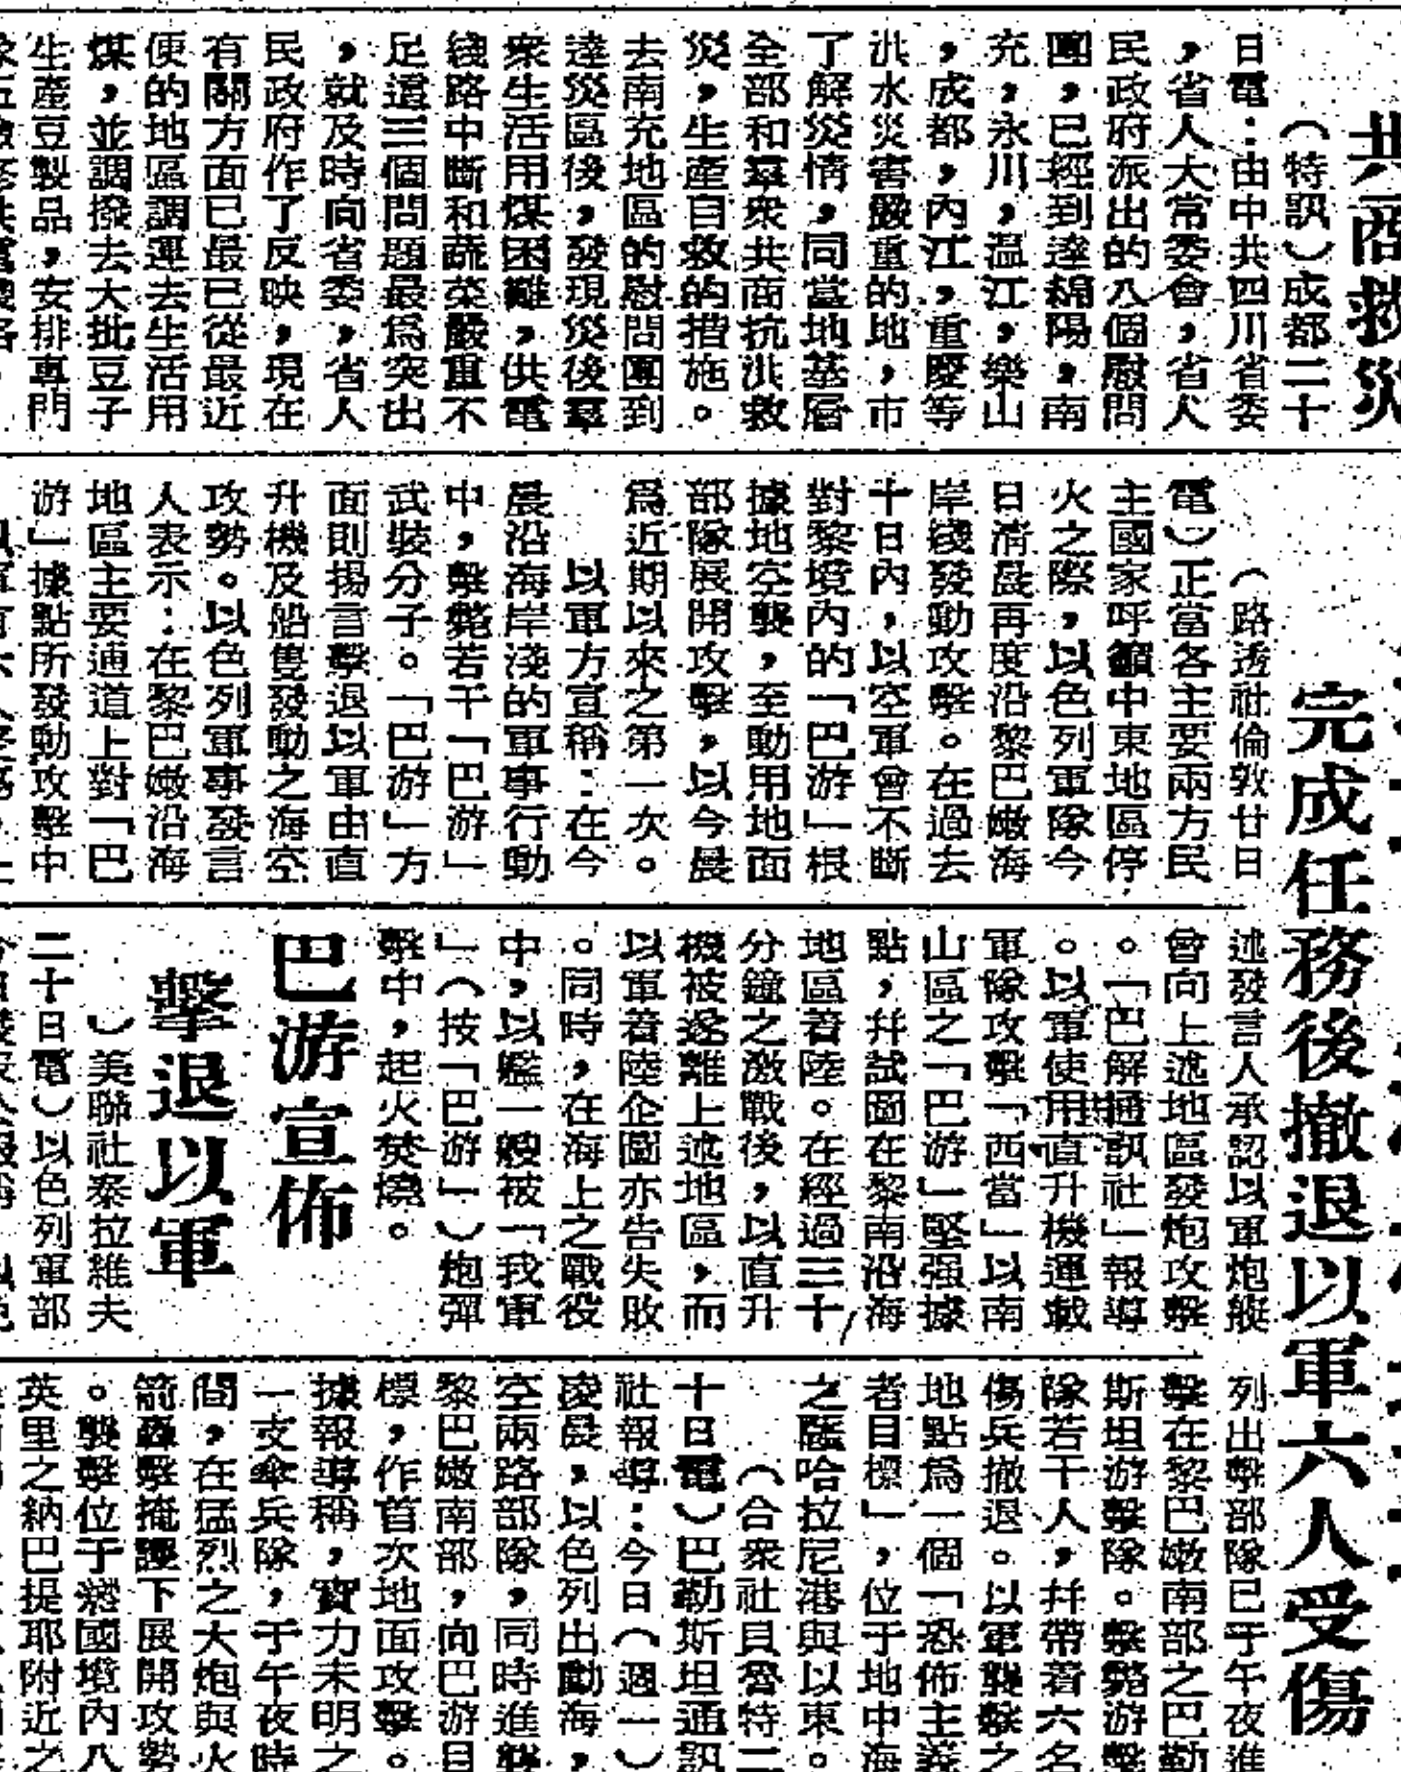 共商救災
（特訊）成都二十
日電：由中共四川省委
，省人大常委會，省人
民政府派出的八個慰問
團，已經到達綿陽，南
充，永川，溫江，樂山
，成都，內江，重慶等
洪水災害嚴重的地，市
了解災情，同當地基層
全部和羣衆共商抗洪救
災，生產自救的措施。
去南充地區的慰問團到
達災區後，發現災後羣
衆生活用煤困難，供電
綫路中斷和蔬菜嚴重不
足這三個問題最爲突出
，就及時向省委，省人
民政府作了反映，現在
有關方面已最已從最近
便的地區調運去生活用
煤，並調撥去大批豆子
生產豆製品，安排專門
完成任務後撤退以軍六人受傷
（路透社倫敦廿日
電）正當各主要兩方民
主國家呼籲中東地區停
火之際，以色列軍隊今
日清晨再度沿黎巴嫩海
岸綫發動攻擊。在過去
十日內，以空軍曾不斷
對黎境內的「巴游」根
據地空襲，至動用地面
部隊展開攻擊，以今晨
爲近期以來之第一次。
以軍方宣稱：在今
晨沿海岸淺的軍事行動
中，擊斃若干「巴游」
武裝分子。「巴游」方
面則揚言擊退以軍由直
升機及船隻發動之海空
攻勢。以色列軍事發言
人表示：在黎巴嫩沿海
地區主要通道上對「巴
游」據點所發動攻擊中
述發言人承認以軍炮艇
曾向上述地區發炮攻擊
。「巴解通訊社」報導
。以軍使用直升機運載
軍隊攻擊「西當」以南
山區之「巴游」堅强據
點，幷試圖在黎南沿海
地區着陸。在經過三十
分鐘之激戰後，以直升
機被逐離上述地區，而
以軍着陸企圖亦告失敗
。同時，在海上之戰役
中，以艦一艘被「我軍
」（按「巴游」）炮彈
擊中，起火焚燒。
巴游宣佈
擊退以軍
）美聯社泰拉維夫
二十日電）以色列軍部
列出擊部隊已于午夜進
擊在黎巴嫩南部之巴勒
斯坦游擊隊。擊斃游擊
隊若干人，幷帶着六名
傷兵撤退。以軍襲擊之
地點爲一個「恐佈主義
者目標」，位于地中海
之匯哈拉尼港與以東。
（合衆社貝魯特二
十日電）巴勒斯坦通訊
社報導：今日（週一）
凌晨，以色列出動海，
空兩路部隊，同時進襲
黎巴嫩南部，向巴游目
標，作首次地面攻擊。
據報導稱，實力未明之
一支傘兵隊，于午夜時
間，在猛烈之大炮與火
箭轟擊掩護下展開攻勢
。襲擊位于黎國境內八
英里之納巴提耶附近之